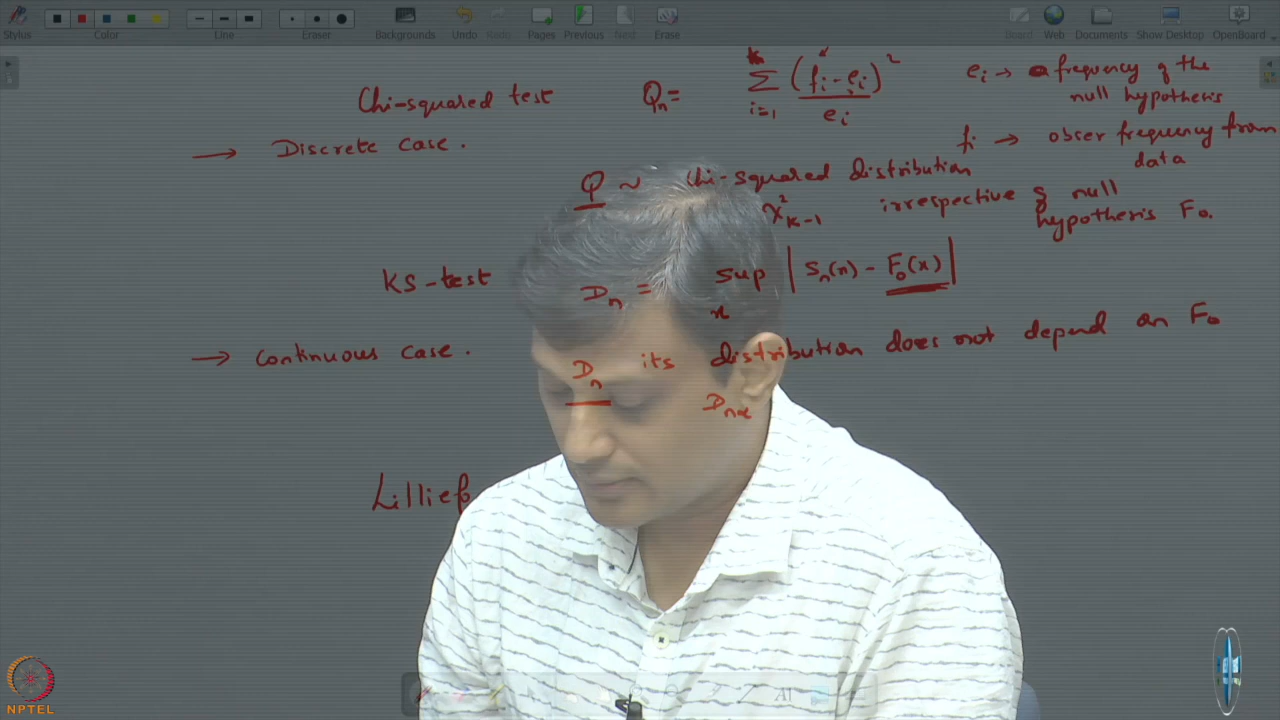 Stylus
Color
Line
Eraser
Backgrounds
Undo
Redo
Pages
Previous
Next
Erase
Board
Web
Documents
Show Desktop
OpenBoard
Chi-squared test Qn = k Σ i=1 (fi - ei)² / ei
ei → frequency of the
null hypothesis
→ Discrete case.
fi → obser frequency from
data
Q ~ chi-squared distribution
χ²k-1 irrespective of null
hypothesis F0.
KS-test Dn = sup x | Sn(x) - F0(x) |
→ Continuous case.
Dn its distribution does not depend on F0
Dnα
Lillief
AI
NPTEL